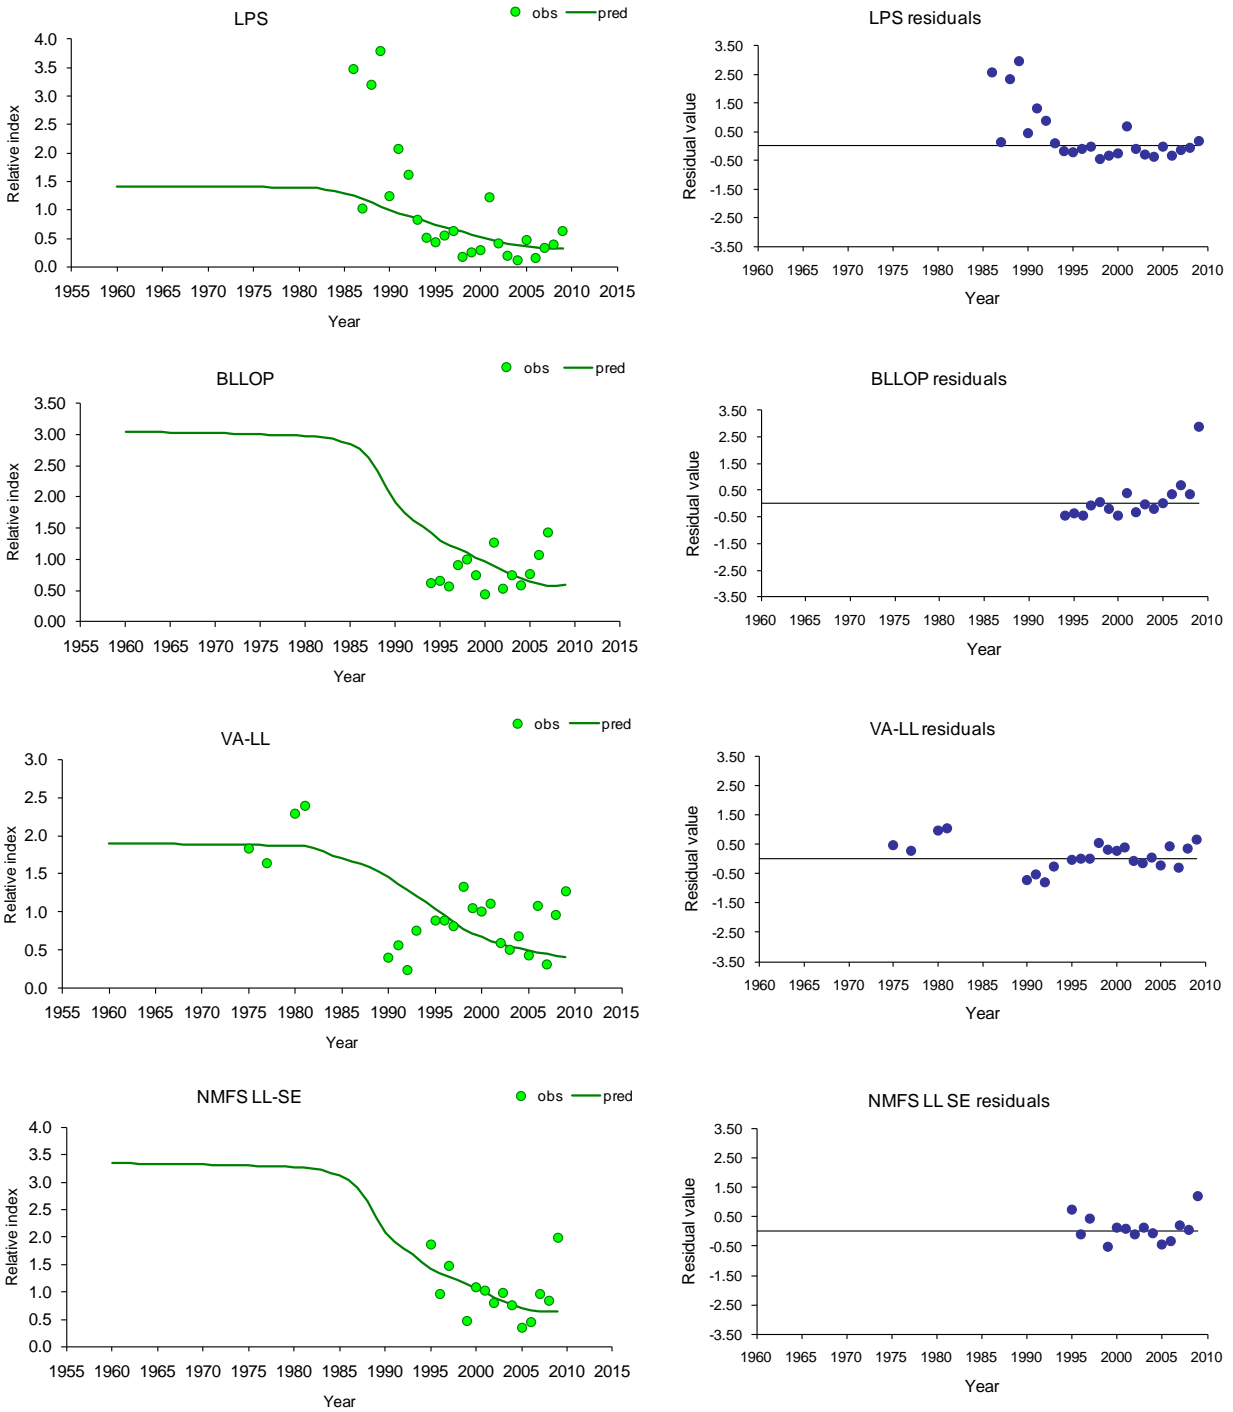 LPS
obs pred
4.0
3.5
3.0
2.5
2.0
1.5
1.0
0.5
0.0
Relative index
1955 1960 1965 1970 1975 1980 1985 1990 1995 2000 2005 2010 2015
Year
LPS residuals
3.50
2.50
1.50
0.50
-0.50
-1.50
-2.50
-3.50
Residual value
1960 1965 1970 1975 1980 1985 1990 1995 2000 2005 2010
Year
BLLOP
obs pred
3.50
3.00
2.50
2.00
1.50
1.00
0.50
0.00
Relative index
1955 1960 1965 1970 1975 1980 1985 1990 1995 2000 2005 2010 2015
Year
BLLOP residuals
3.50
2.50
1.50
0.50
-0.50
-1.50
-2.50
-3.50
Residual value
1960 1965 1970 1975 1980 1985 1990 1995 2000 2005 2010
Year
VA-LL
obs pred
3.0
2.5
2.0
1.5
1.0
0.5
0.0
Relative index
1955 1960 1965 1970 1975 1980 1985 1990 1995 2000 2005 2010 2015
Year
VA-LL residuals
3.50
2.50
1.50
0.50
-0.50
-1.50
-2.50
-3.50
Residual value
1960 1965 1970 1975 1980 1985 1990 1995 2000 2005 2010
Year
NMFS LL-SE
obs pred
4.0
3.5
3.0
2.5
2.0
1.5
1.0
0.5
0.0
Relative index
1955 1960 1965 1970 1975 1980 1985 1990 1995 2000 2005 2010 2015
Year
NMFS LL SE residuals
3.50
2.50
1.50
0.50
-0.50
-1.50
-2.50
-3.50
Residual value
1960 1965 1970 1975 1980 1985 1990 1995 2000 2005 2010
Year